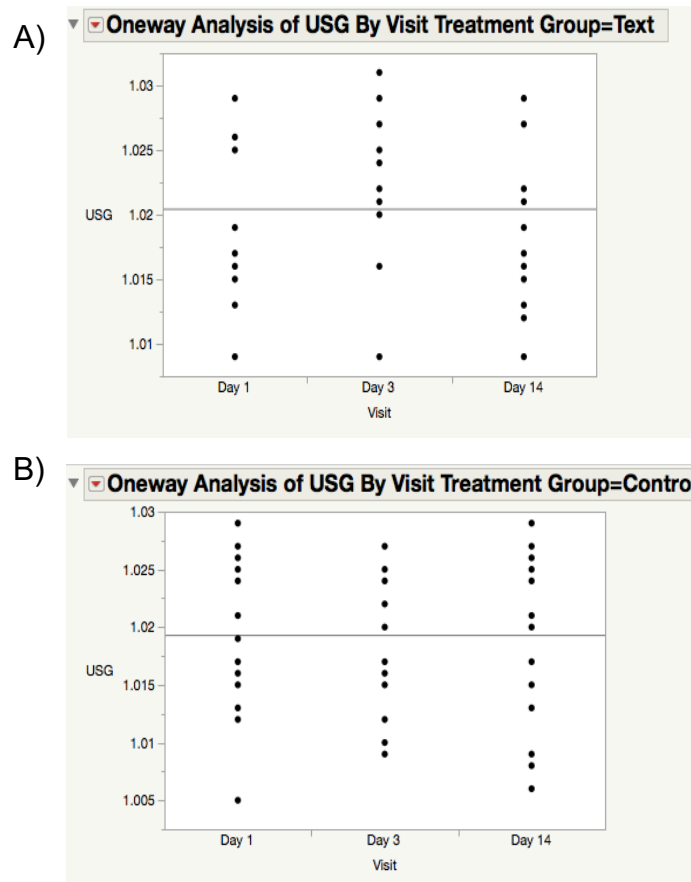 A)
Oneway Analysis of USG By Visit Treatment Group=Text
1.03
1.025
USG 1.02
1.015
1.01
Day 1 Day 3 Day 14
Visit
B)
Oneway Analysis of USG By Visit Treatment Group=Contro
1.03
1.025
1.02
USG
1.015
1.01
1.005
Day 1 Day 3 Day 14
Visit